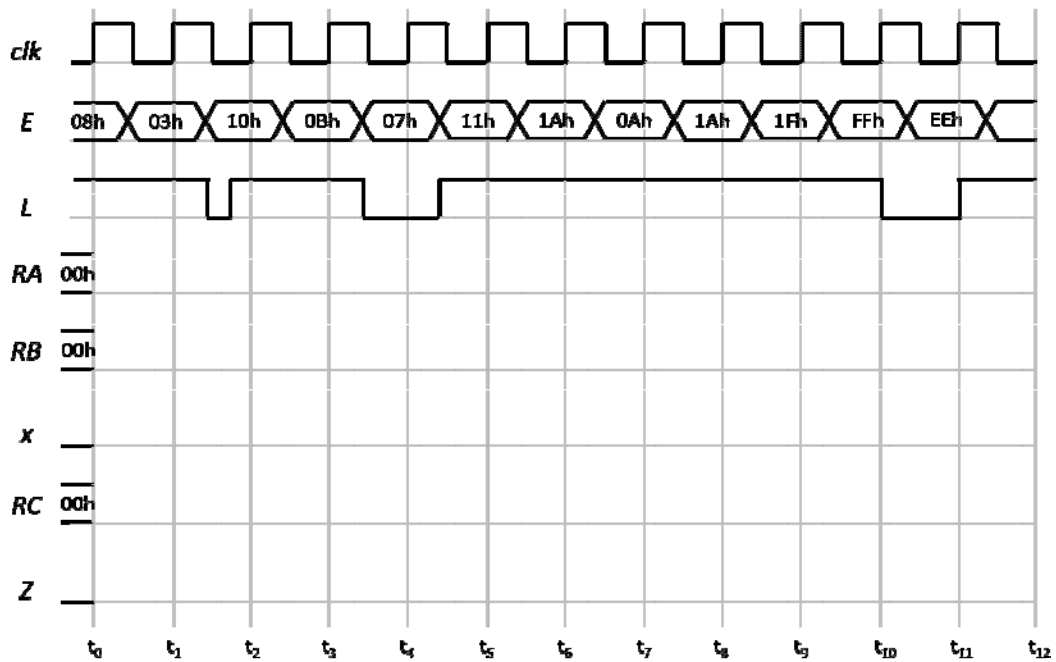 clk
E 08h 03h 10h 0Bh 07h 11h 1Ah 0Ah 1Ah 1Fh FFh EEh
L
RA 00h
RB 00h
x
RC 00h
Z
t0 t1 t2 t3 t4 t5 t6 t7 t8 t9 t10 t11 t12